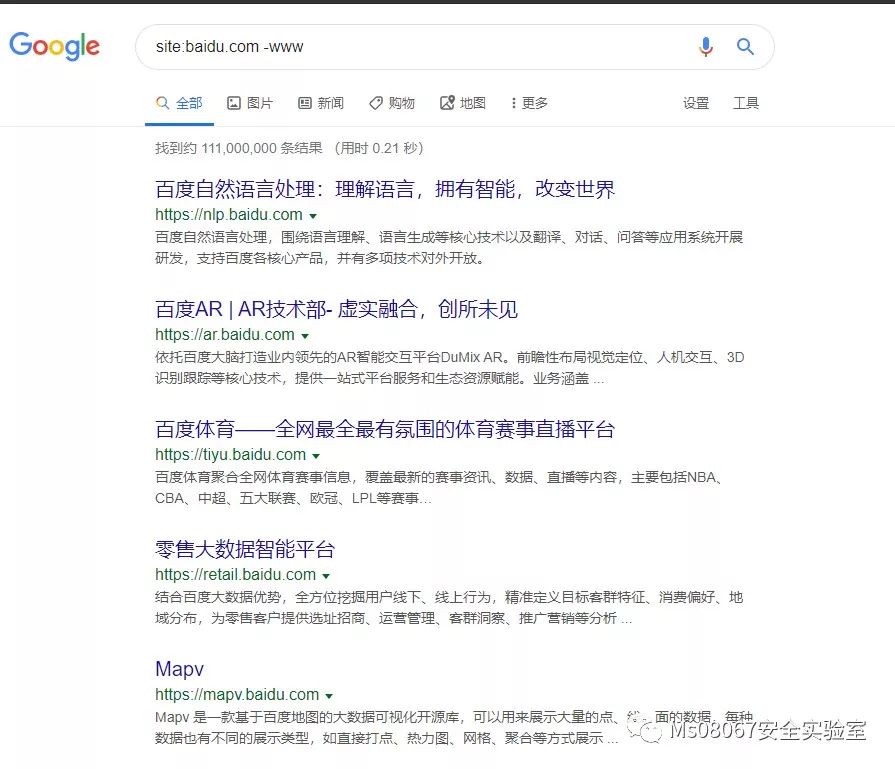 Google
site:baidu.com -www
全部 图片 新闻 购物 地图 更多 设置 工具
找到约 111,000,000 条结果 （用时 0.21 秒）
百度自然语言处理：理解语言，拥有智能，改变世界
https://nlp.baidu.com
百度自然语言处理，围绕语言理解、语言生成等核心技术以及翻译、对话、问答等应用系统开展
研发，支持百度各核心产品，并有多项技术对外开放。
百度AR | AR技术部- 虚实融合，创所未见
https://ar.baidu.com
依托百度大脑打造业内领先的AR智能交互平台DuMix AR。前瞻性布局视觉定位、人机交互、3D
识别跟踪等核心技术，提供一站式平台服务和生态资源赋能。业务涵盖 ...
百度体育——全网最全最有氛围的体育赛事直播平台
https://tiyu.baidu.com
百度体育聚合全网体育赛事信息，覆盖最新的赛事资讯、数据、直播等内容，主要包括NBA、
CBA、中超、五大联赛、欧冠、LPL等赛事...
零售大数据智能平台
https://retail.baidu.com
结合百度大数据优势，全方位挖掘用户线下、线上行为，精准定义目标客群特征、消费偏好、地
域分布，为零售客户提供选址招商、运营管理、客群洞察、推广营销等分析 ...
Mapv
https://mapv.baidu.com
Mapv 是一款基于百度地图的大数据可视化开源库，可以用来展示大量的点、线、面的数据，每种
数据也有不同的展示类型，如直接打点、热力图、网格、聚合等方式展示 ...
Ms08067安全实验室